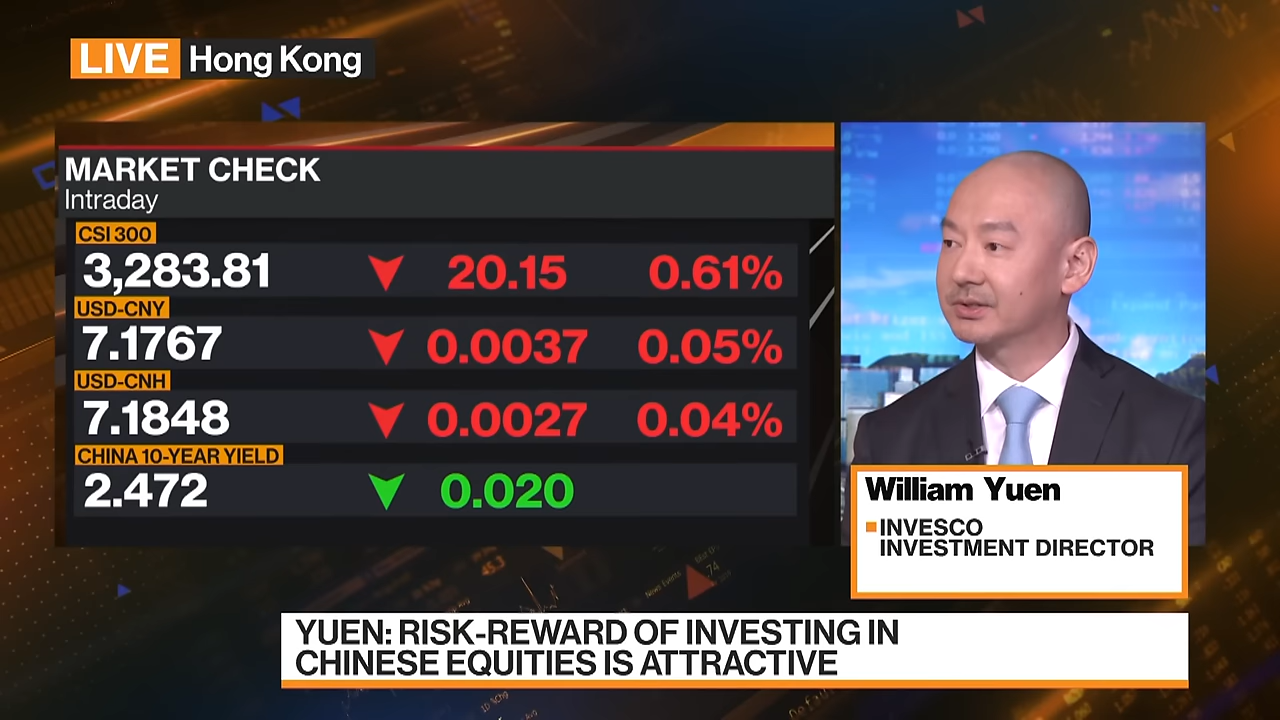 LIVE Hong Kong
MARKET CHECK
Intraday
CSI 300
3,283.81 20.15 0.61%
USD-CNY
7.1767 0.0037 0.05%
USD-CNH
7.1848 0.0027 0.04%
CHINA 10-YEAR YIELD
2.472 0.020
William Yuen
INVESCO
INVESTMENT DIRECTOR
YUEN: RISK-REWARD OF INVESTING IN
CHINESE EQUITIES IS ATTRACTIVE